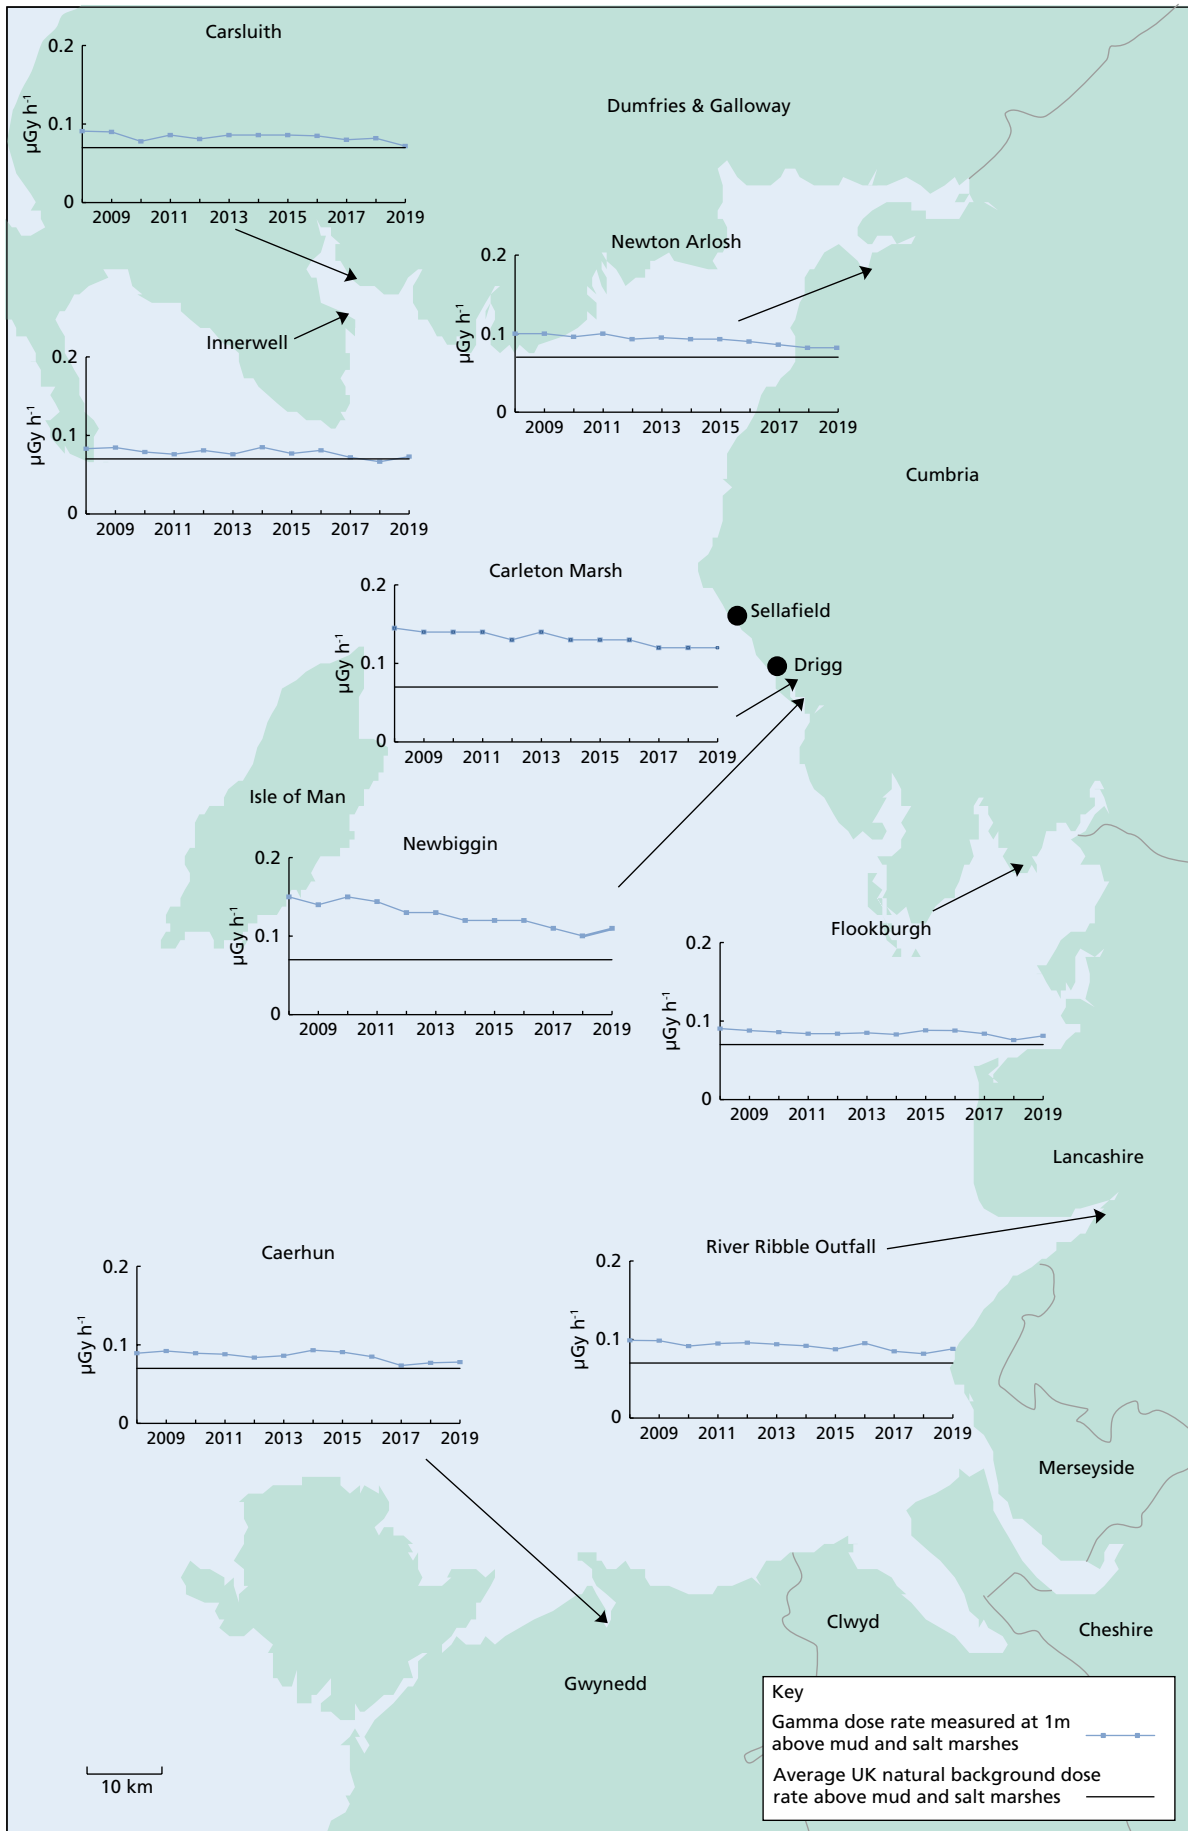 Carsluith
0.2
0.1
0
µGy h-1
2009 2011 2013 2015 2017 2019
Dumfries & Galloway
Newton Arlosh
0.2
0.1
0
µGy h-1
2009 2011 2013 2015 2017 2019
Innerwell
0.2
0.1
0
µGy h-1
2009 2011 2013 2015 2017 2019
Cumbria
Carleton Marsh
0.2
0.1
0
µGy h-1
2009 2011 2013 2015 2017 2019
Sellafield
Drigg
Isle of Man
Newbiggin
0.2
0.1
0
µGy h-1
2009 2011 2013 2015 2017 2019
Flookburgh
0.2
0.1
0
µGy h-1
2009 2011 2013 2015 2017 2019
Lancashire
Caerhun
0.2
0.1
0
µGy h-1
2009 2011 2013 2015 2017 2019
River Ribble Outfall
0.2
0.1
0
µGy h-1
2009 2011 2013 2015 2017 2019
Merseyside
Clwyd
Cheshire
Gwynedd
10 km
Key
Gamma dose rate measured at 1m
above mud and salt marshes
Average UK natural background dose
rate above mud and salt marshes